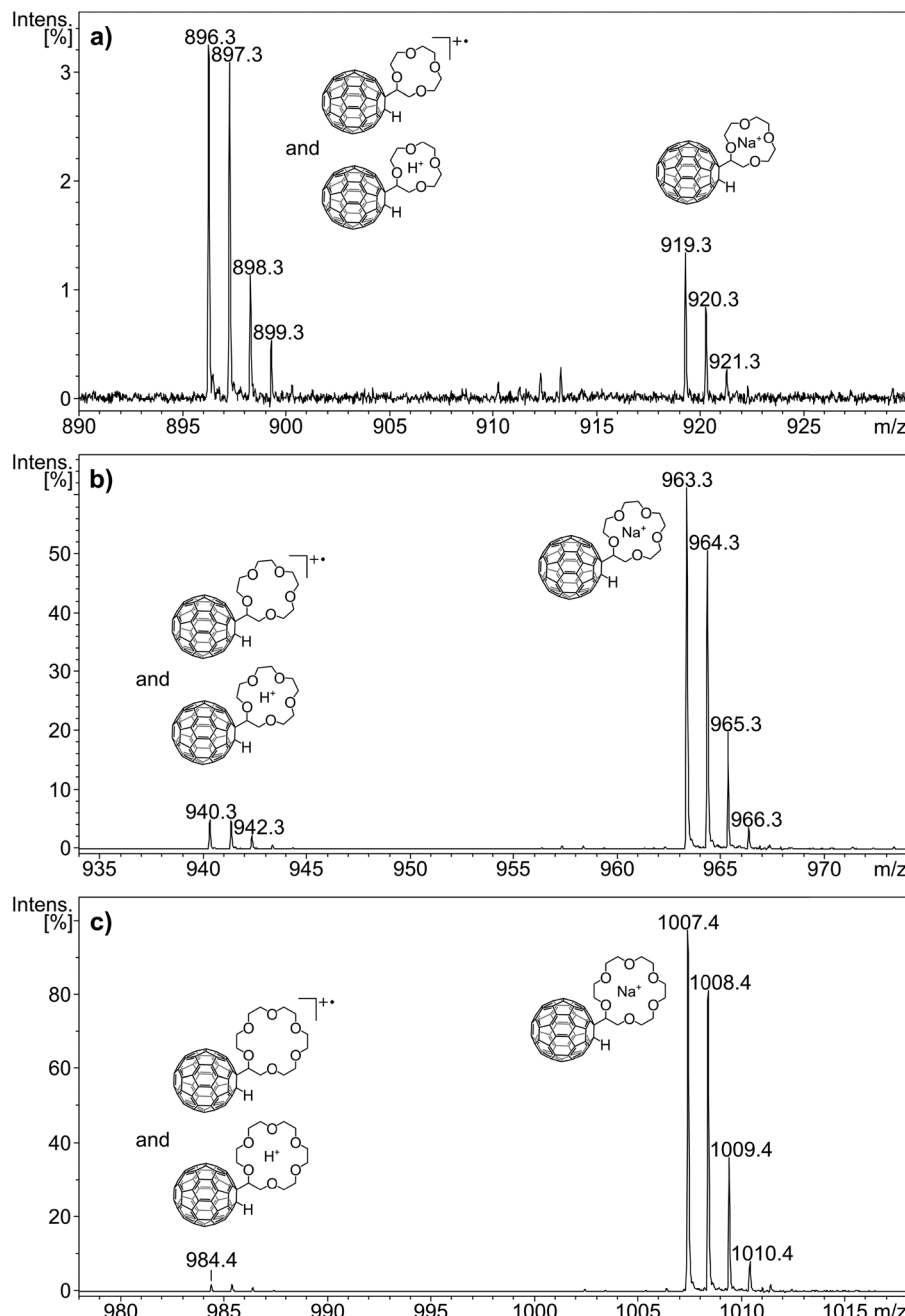 Intens.
[%]
a)
896.3
897.3
+•
3
O
O
O
O
H
and
H+
O
O
O
O
H
Na+
O
O
O
O
H
2
919.3
898.3
920.3
1
899.3
921.3
0
890 895 900 905 910 915 920 925 m/z
Intens.
[%]
b)
963.3
Na+
O
O
O
O
O
H
964.3
50
+•
O
O
O
O
O
H
40
and
30
H+
O
O
O
O
O
H
20
965.3
10
940.3
942.3
966.3
0
935 940 945 950 955 960 965 970 m/z
Intens.
[%]
c)
1007.4
Na+
O
O
O
O
O
O
H
1008.4
80
+•
O
O
O
O
O
O
H
60
and
40
H+
O
O
O
O
O
O
H
1009.4
20
984.4
1010.4
0
980 985 990 995 1000 1005 1010 1015 m/z